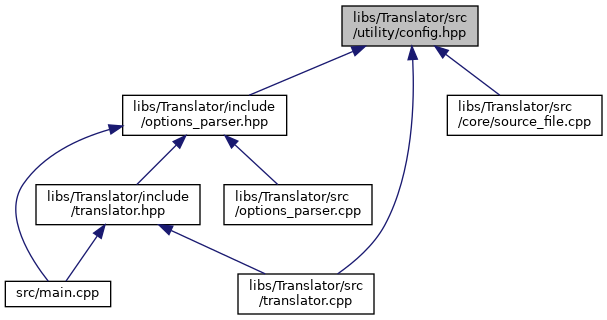 libs/Translator/src
/utility/config.hpp
libs/Translator/include
/options_parser.hpp
libs/Translator/src
/core/source_file.cpp
libs/Translator/include
/translator.hpp
libs/Translator/src
/options_parser.cpp
src/main.cpp
libs/Translator/src
/translator.cpp